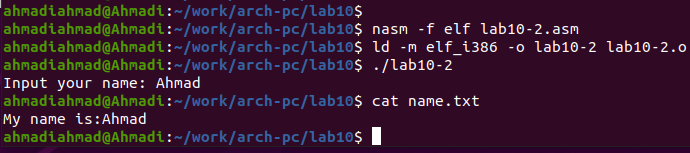 ahmadiahmad@Ahmadi:~/work/arch-pc/lab10$
ahmadiahmad@Ahmadi:~/work/arch-pc/lab10$ nasm -f elf lab10-2.asm
ahmadiahmad@Ahmadi:~/work/arch-pc/lab10$ ld -m elf_i386 -o lab10-2 lab10-2.o
ahmadiahmad@Ahmadi:~/work/arch-pc/lab10$ ./lab10-2
Input your name: Ahmad
ahmadiahmad@Ahmadi:~/work/arch-pc/lab10$ cat name.txt
My name is:Ahmad
ahmadiahmad@Ahmadi:~/work/arch-pc/lab10$